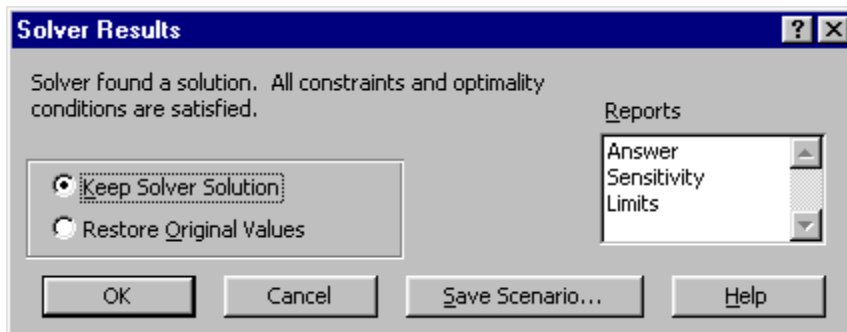 Solver Results
Solver found a solution. All constraints and optimality
conditions are satisfied.
Reports
Answer
Sensitivity
Limits
Keep Solver Solution
Restore Original Values
OK
Cancel
Save Scenario...
Help